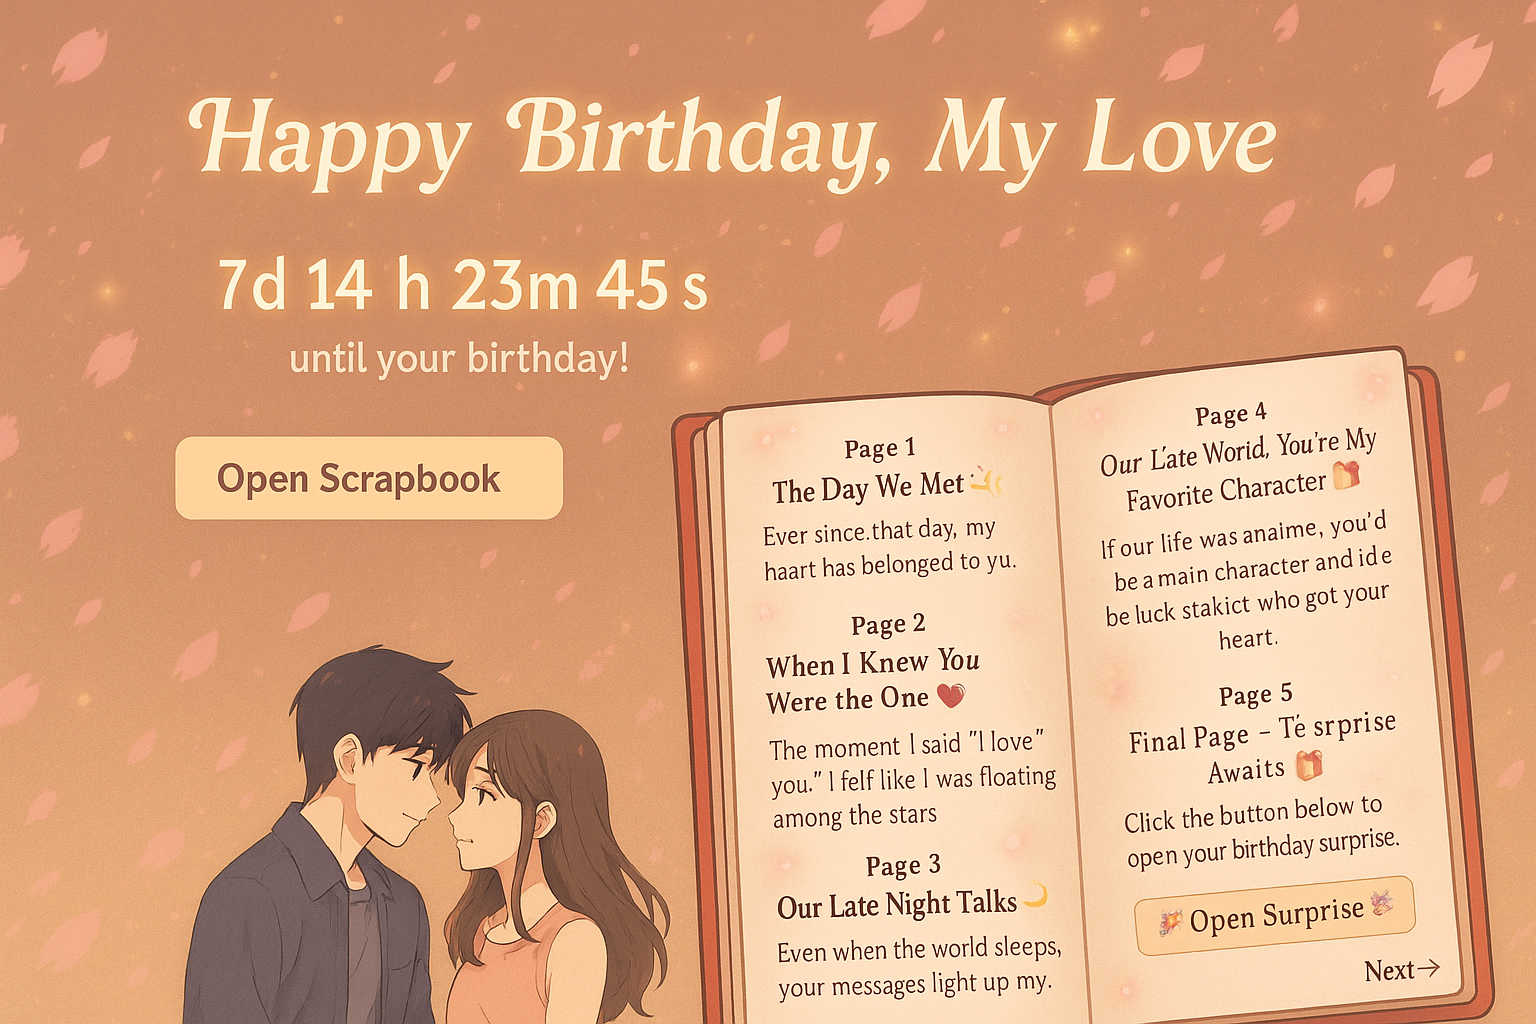 Happy Birthday, My Love
7d 14 h 23m 45 s
until your birthday!
Open Scrapbook
Page 1
The Day We Met
Ever since.that day, my
haart has belonged to yu.
Page 2
When I Knew You
Were the One
The moment I said "I love"
you." I felf like I was floating
among the stars
Page 3
Our Late Night Talks
Even when the world sleeps,
your messages light up my.
Page 4
Our L'ate Worid, You're My
Favorite Character
If our life was anaime, you'd
be a main character and id e
be luck stakict who got your
heart.
Page 5
Final Page – Té srprise
Awaits
Click the button below to
open your birthday surprise.
Open Surprise
Next→